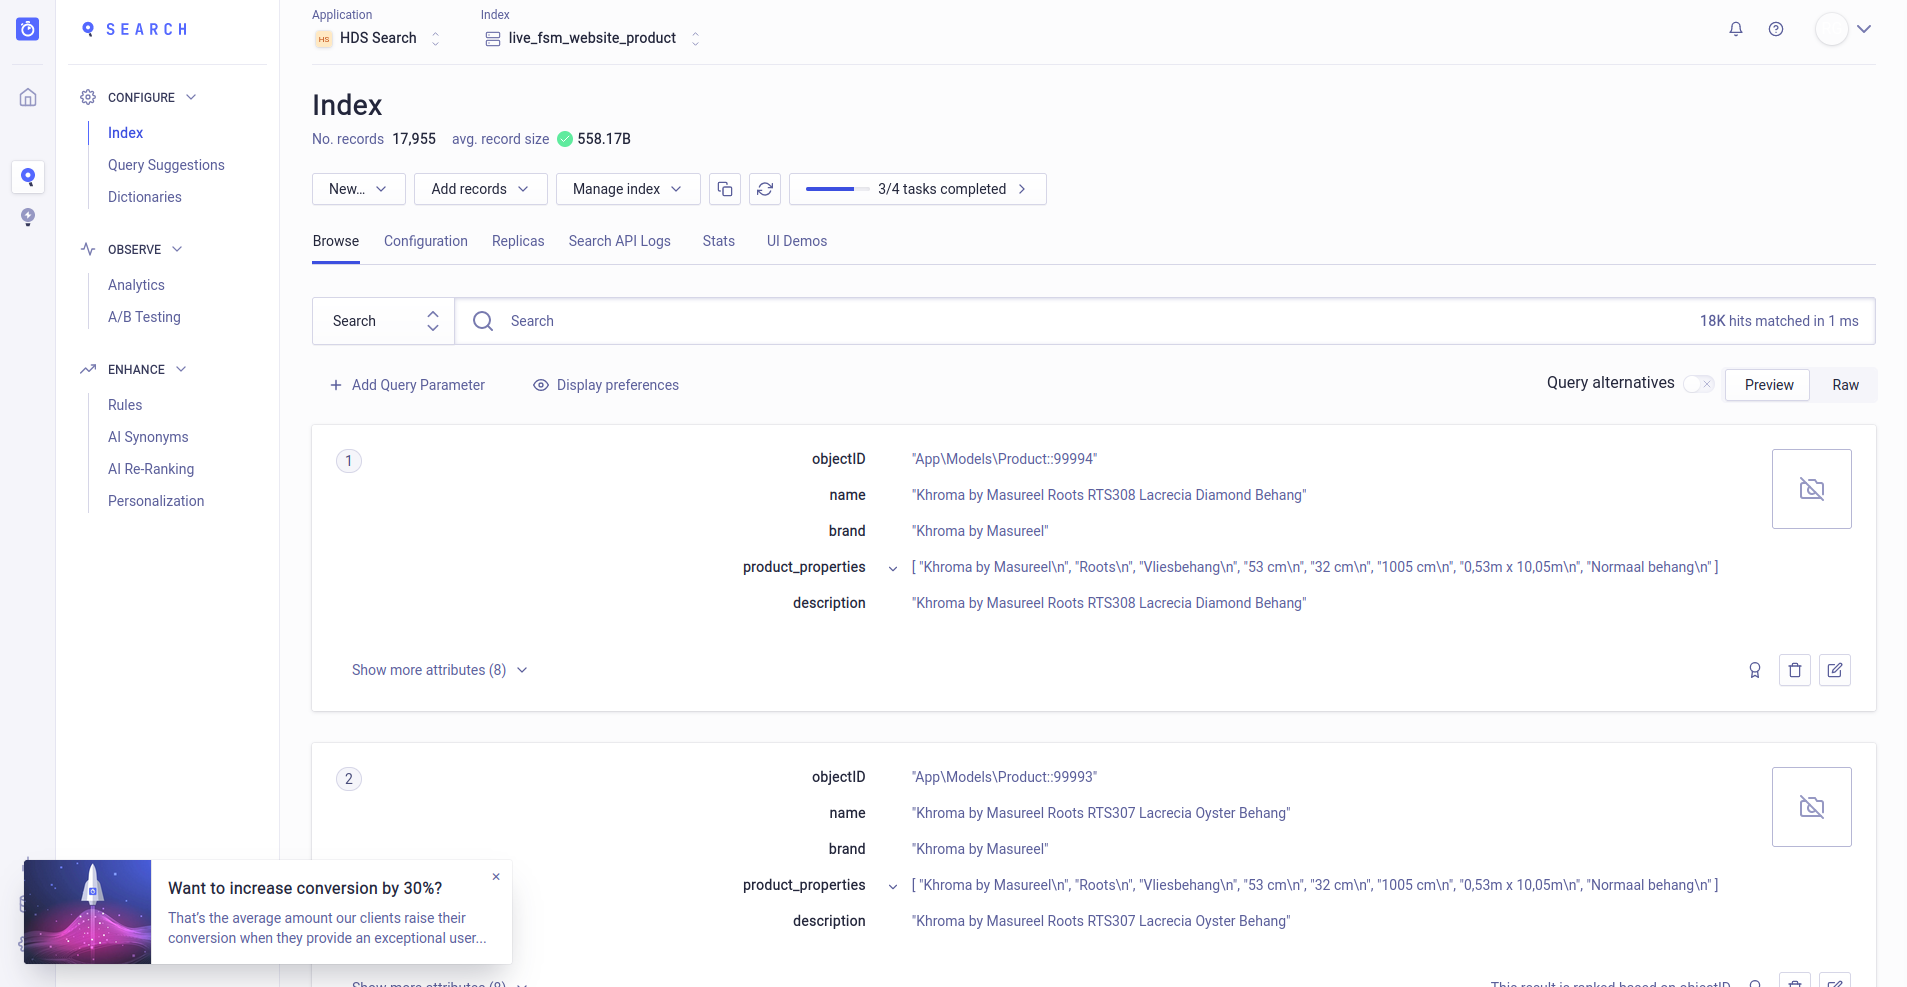 SEARCH
Application
HS HDS Search
Index
live_fsm_website_product
CONFIGURE
Index
Query Suggestions
Dictionaries
OBSERVE
Analytics
A/B Testing
ENHANCE
Rules
AI Synonyms
AI Re-Ranking
Personalization
Index
No. records 17,955 avg. record size 558.17B
New... Add records Manage index 3/4 tasks completed
Browse Configuration Replicas Search API Logs Stats UI Demos
Search Search 18K hits matched in 1 ms
Add Query Parameter Display preferences Query alternatives Preview Raw
1 objectID "App\Models\Product::99994"
name "Khroma by Masureel Roots RTS308 Lacrecia Diamond Behang"
brand "Khroma by Masureel"
product_properties [ "Khroma by Masureel\n", "Roots\n", "Vliesbehang\n", "53 cm\n", "32 cm\n", "1005 cm\n", "0,53m x 10,05m\n", "Normaal behang\n" ]
description "Khroma by Masureel Roots RTS308 Lacrecia Diamond Behang"
Show more attributes (8)
2 objectID "App\Models\Product::99993"
name "Khroma by Masureel Roots RTS307 Lacrecia Oyster Behang"
brand "Khroma by Masureel"
product_properties [ "Khroma by Masureel\n", "Roots\n", "Vliesbehang\n", "53 cm\n", "32 cm\n", "1005 cm\n", "0,53m x 10,05m\n", "Normaal behang\n" ]
description "Khroma by Masureel Roots RTS307 Lacrecia Oyster Behang"
Show more attributes (8) This result is ranked based on objectID
Want to increase conversion by 30%?
That's the average amount our clients raise their
conversion when they provide an exceptional user...